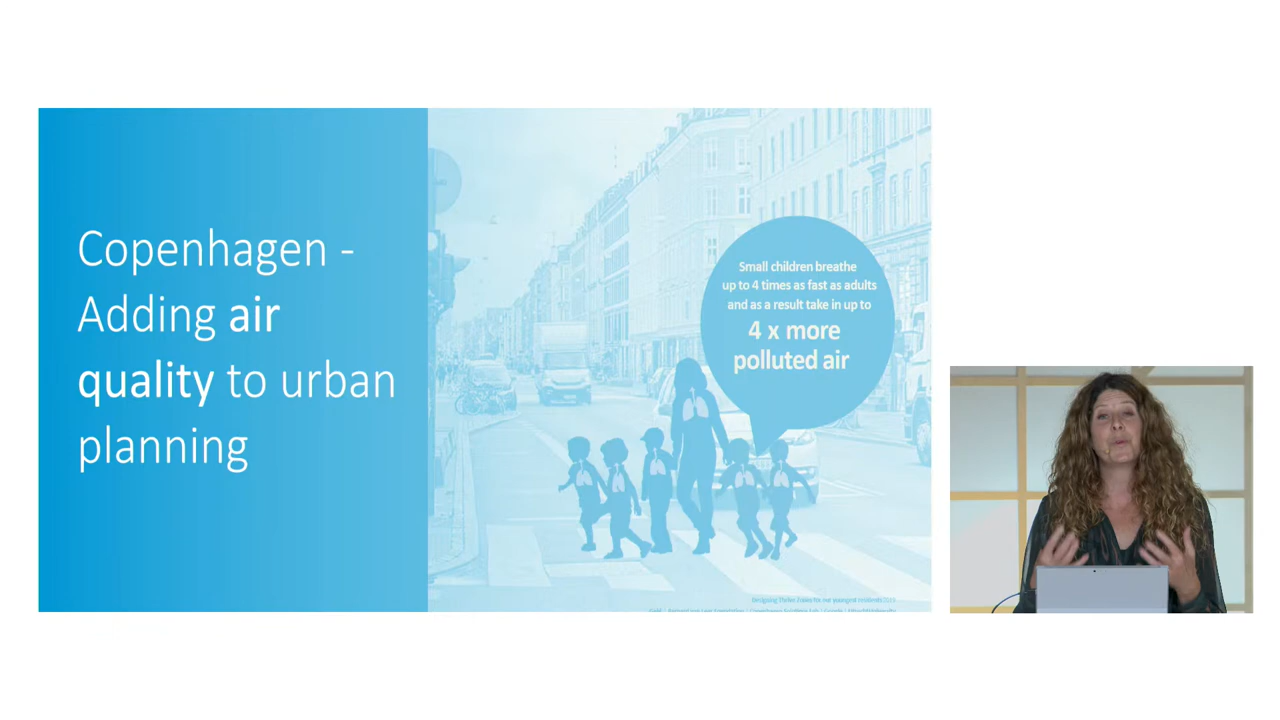 Copenhagen -
Adding air
quality to urban
planning
Small children breathe
up to 4 times as fast as adults
and as a result take in up to
4 x more
polluted air